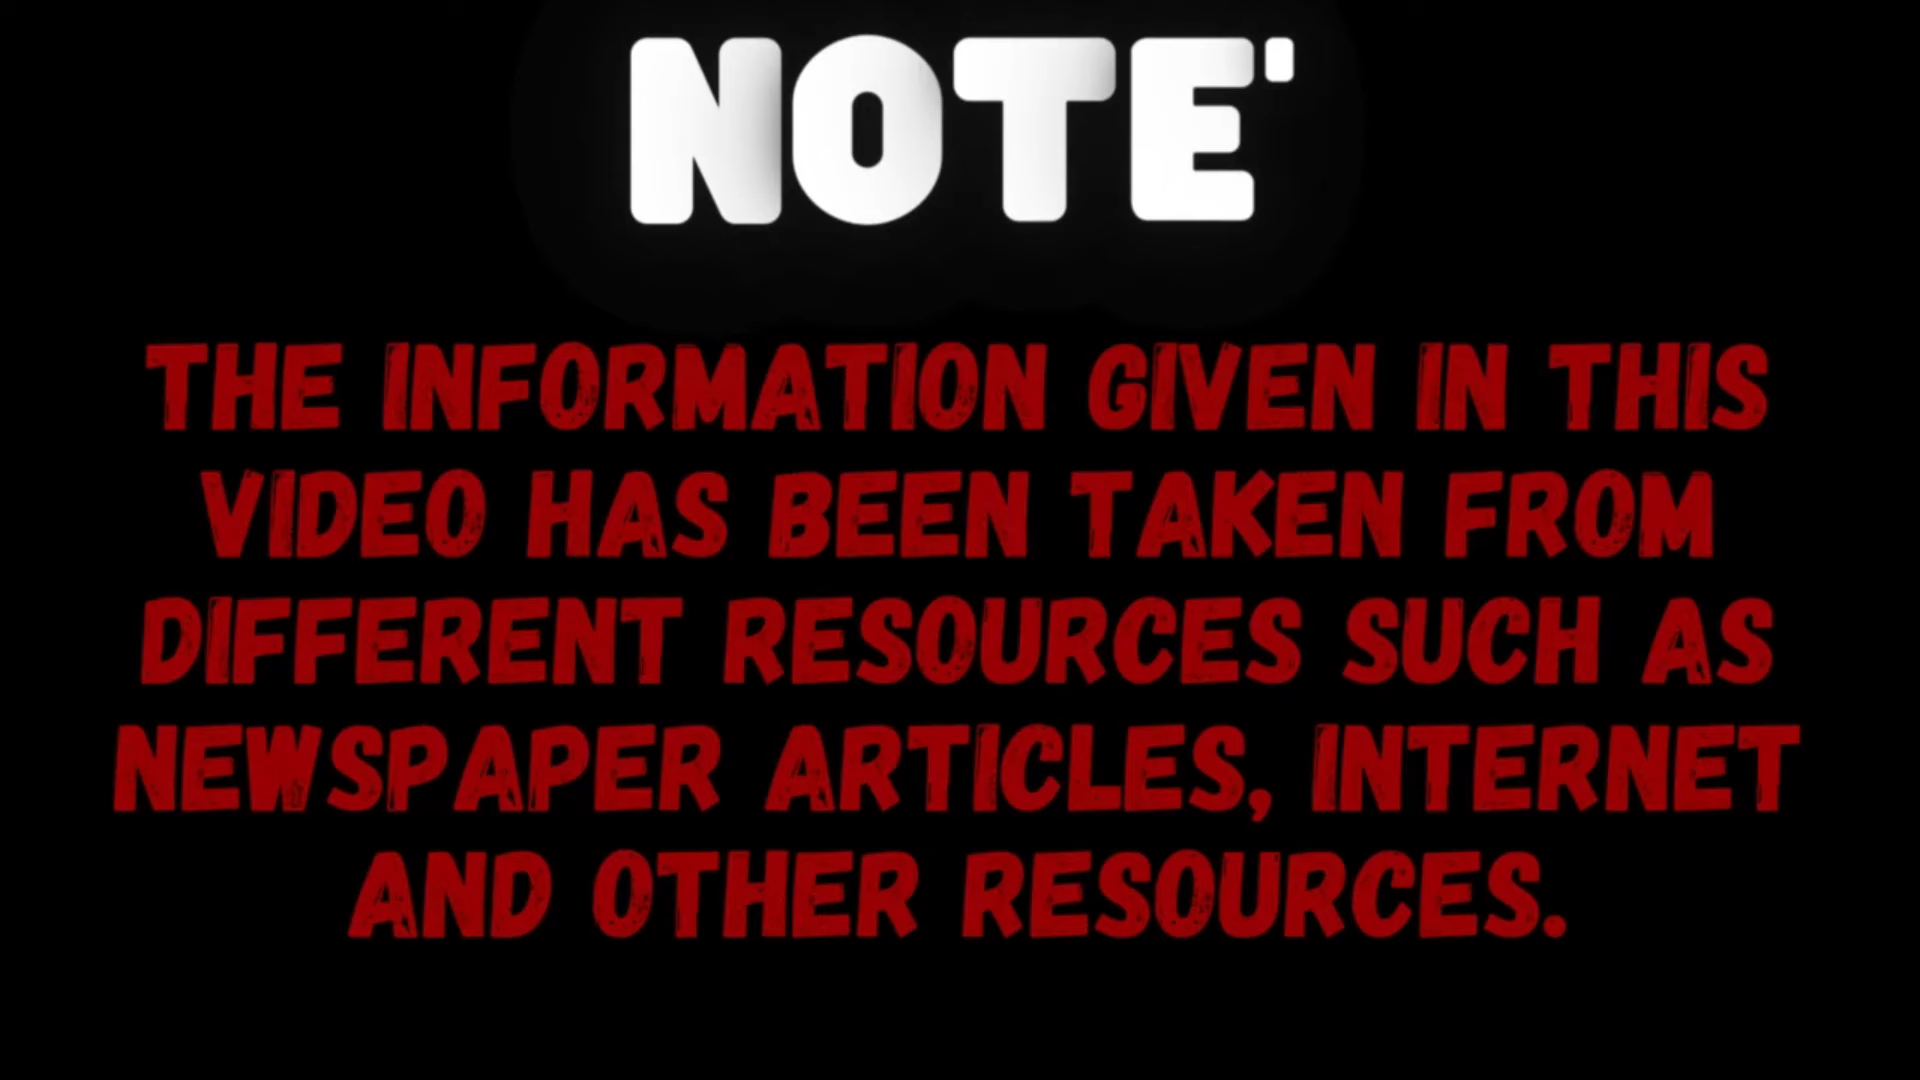 NOTE'
THE INFORMATION GIVEN IN THIS
VIDEO HAS BEEN TAKEN FROM
DIFFERENT RESOURCES SUCH AS
NEWSPAPER ARTICLES, INTERNET
AND OTHER RESOURCES.